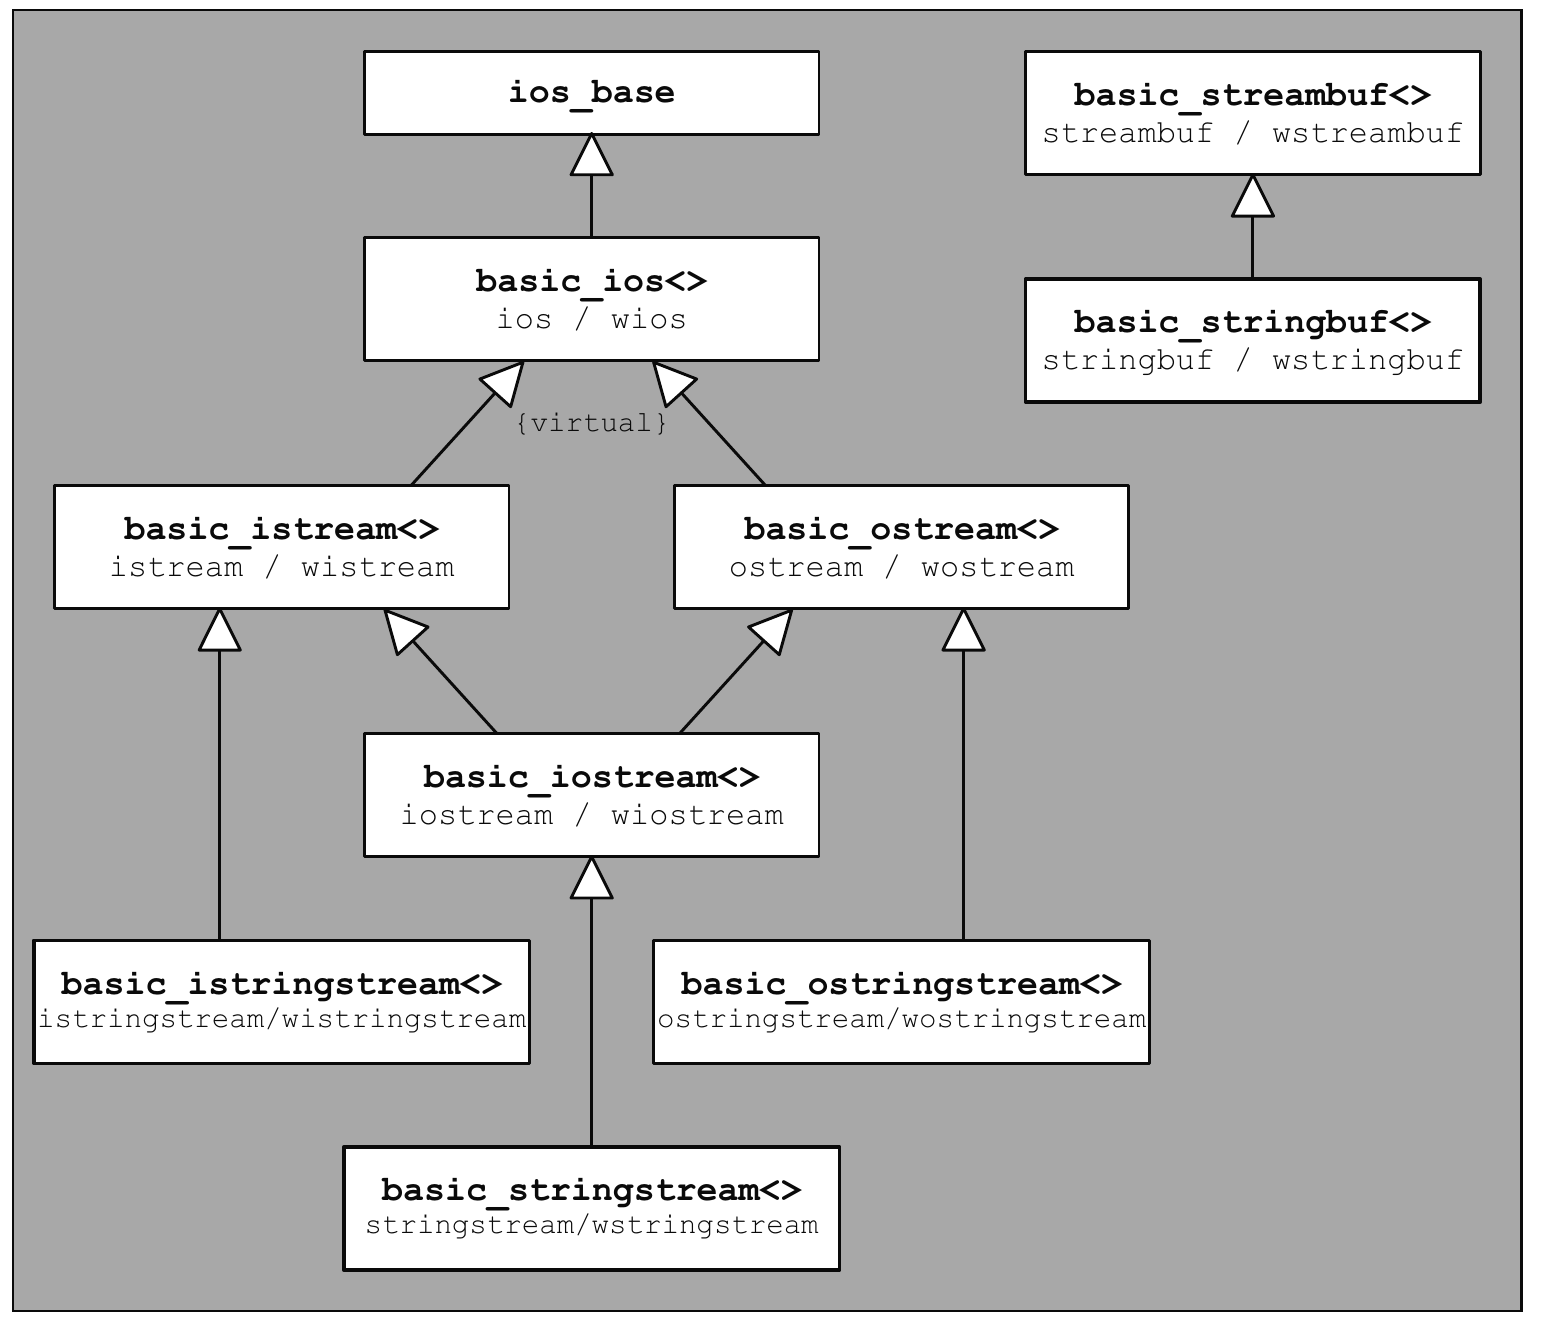 ios_base
basic_streambuf<>
streambuf / wstreambuf
basic_ios<>
ios / wios
basic_stringbuf<>
stringbuf / wstringbuf
{virtual}
basic_istream<>
istream / wistream
basic_ostream<>
ostream / wostream
basic_iostream<>
iostream / wiostream
basic_istringstream<>
istringstream/wistringstream
basic_ostringstream<>
ostringstream/wostringstream
basic_stringstream<>
stringstream/wstringstream